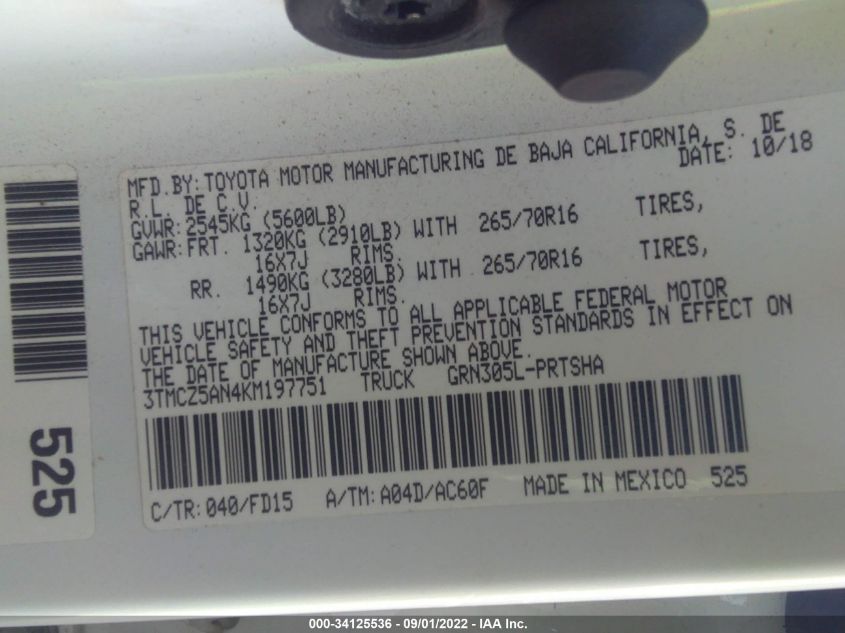 MFD.BY:TOYOTA MOTOR MANUFACTURING DE BAJA CALIFORNIA, S. DE
R.L. DE C.V. DATE: 10/18
GVWR:2545KG (5600LB)
GAWR:FRT. 1320KG (2910LB) WITH 265/70R16 TIRES,
16X7J RIMS.
RR. 1490KG (3280LB) WITH 265/70R16 TIRES,
16X7J RIMS.
THIS VEHICLE CONFORMS TO ALL APPLICABLE FEDERAL MOTOR
VEHICLE SAFETY AND THEFT PREVENTION STANDARDS IN EFFECT ON
THE DATE OF MANUFACTURE SHOWN ABOVE.
3TMCZ5AN4KM197751 TRUCK GRN305L-PRTSHA
C/TR:040/FD15 A/TM:A04D/AC60F MADE IN MEXICO 525
525
000-34125536 - 09/01/2022 - IAA Inc.